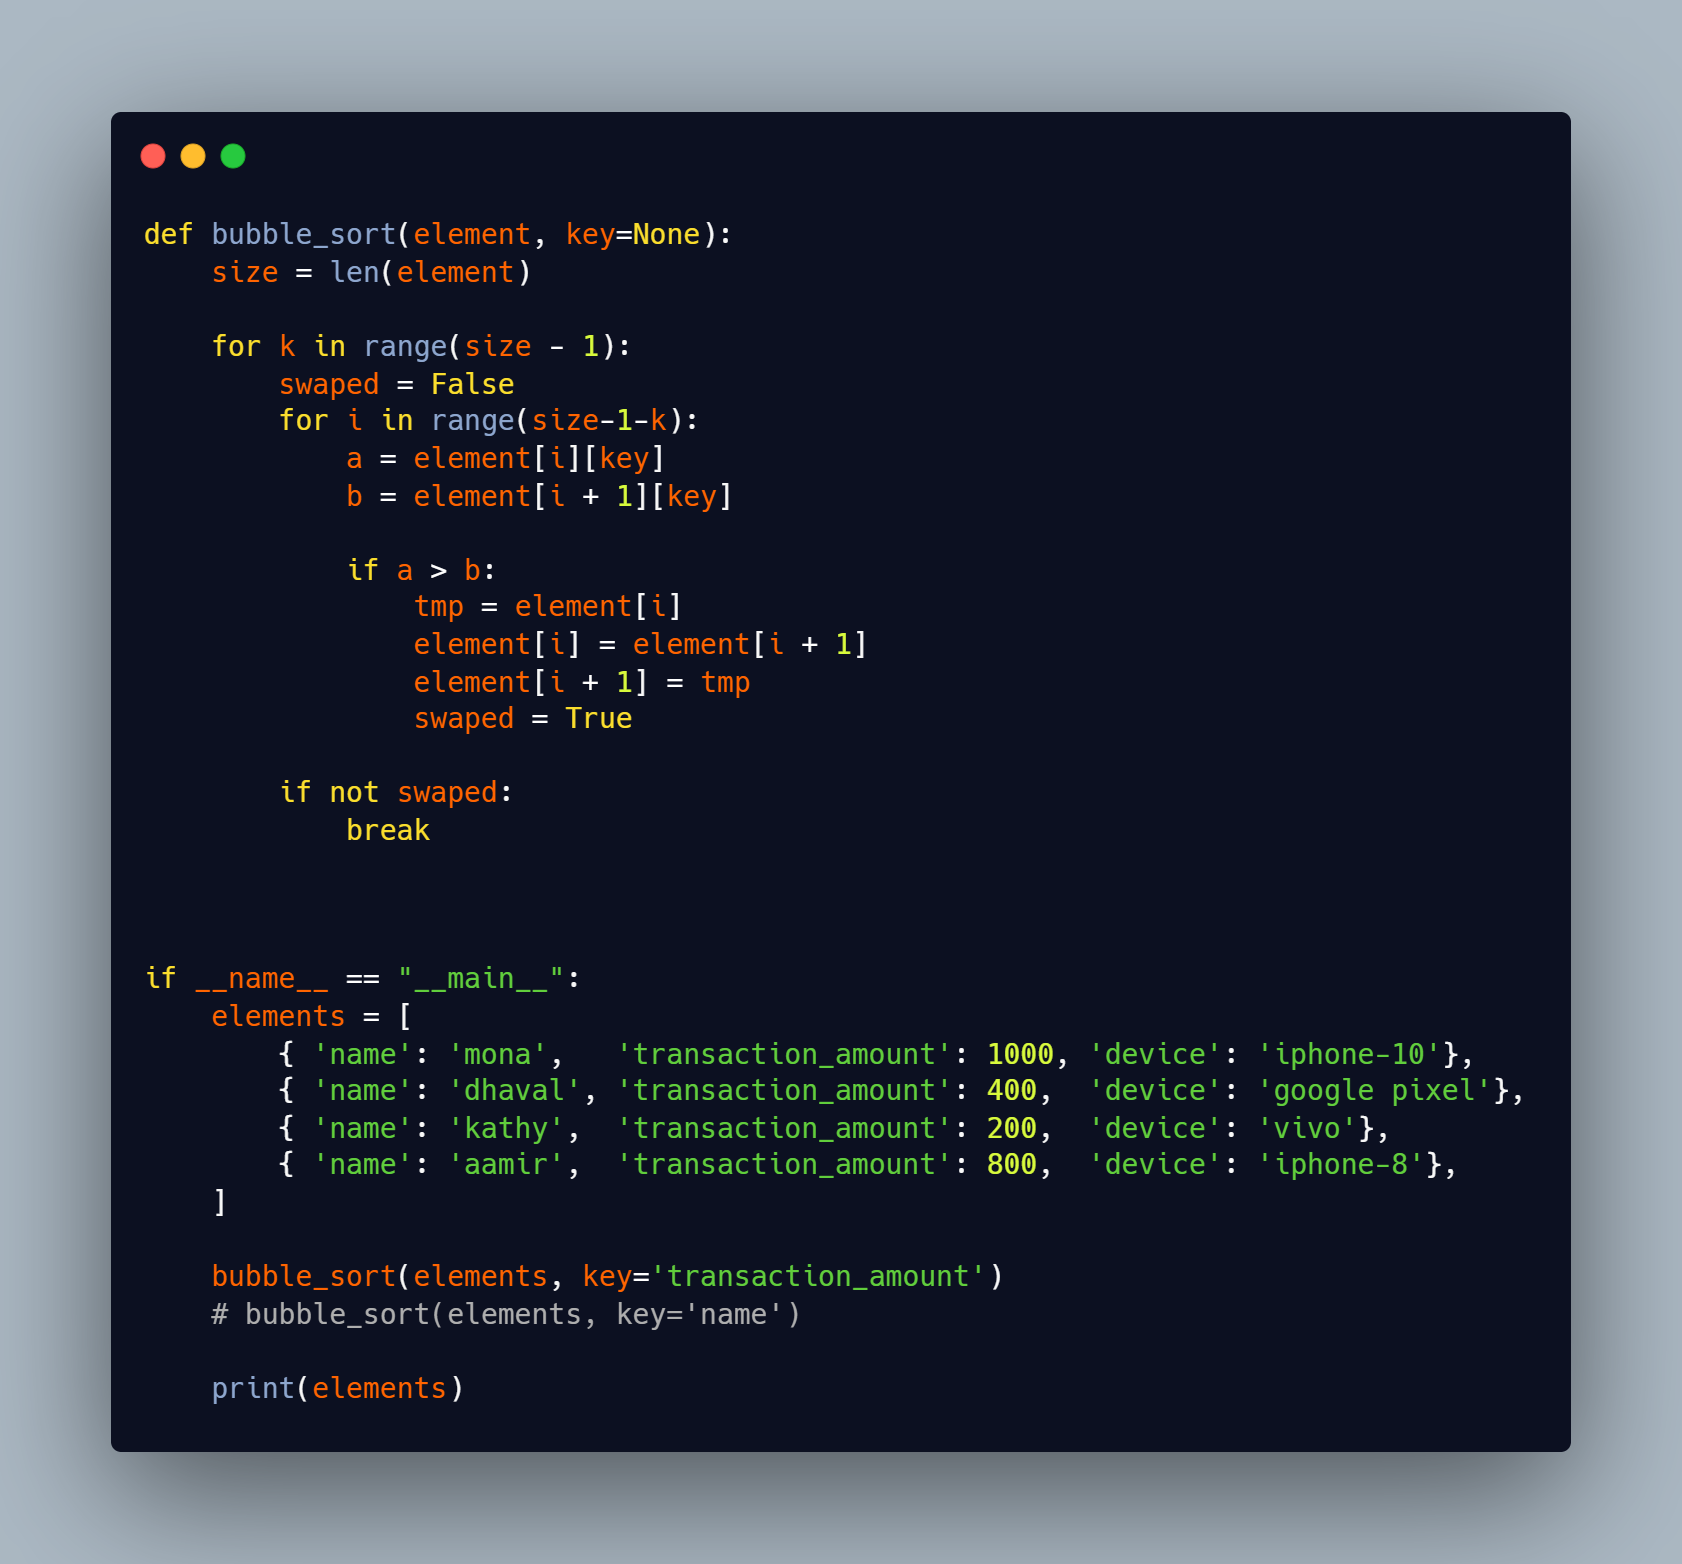 def bubble_sort(element, key=None):
    size = len(element)

    for k in range(size - 1):
        swaped = False
        for i in range(size-1-k):
            a = element[i][key]
            b = element[i + 1][key]

            if a > b:
                tmp = element[i]
                element[i] = element[i + 1]
                element[i + 1] = tmp
                swaped = True

        if not swaped:
            break



if __name__ == "__main__":
    elements = [
        { 'name': 'mona',   'transaction_amount': 1000, 'device': 'iphone-10'},
        { 'name': 'dhaval', 'transaction_amount': 400,  'device': 'google pixel'},
        { 'name': 'kathy',  'transaction_amount': 200,  'device': 'vivo'},
        { 'name': 'aamir',  'transaction_amount': 800,  'device': 'iphone-8'},
    ]

    bubble_sort(elements, key='transaction_amount')
    # bubble_sort(elements, key='name')

    print(elements)